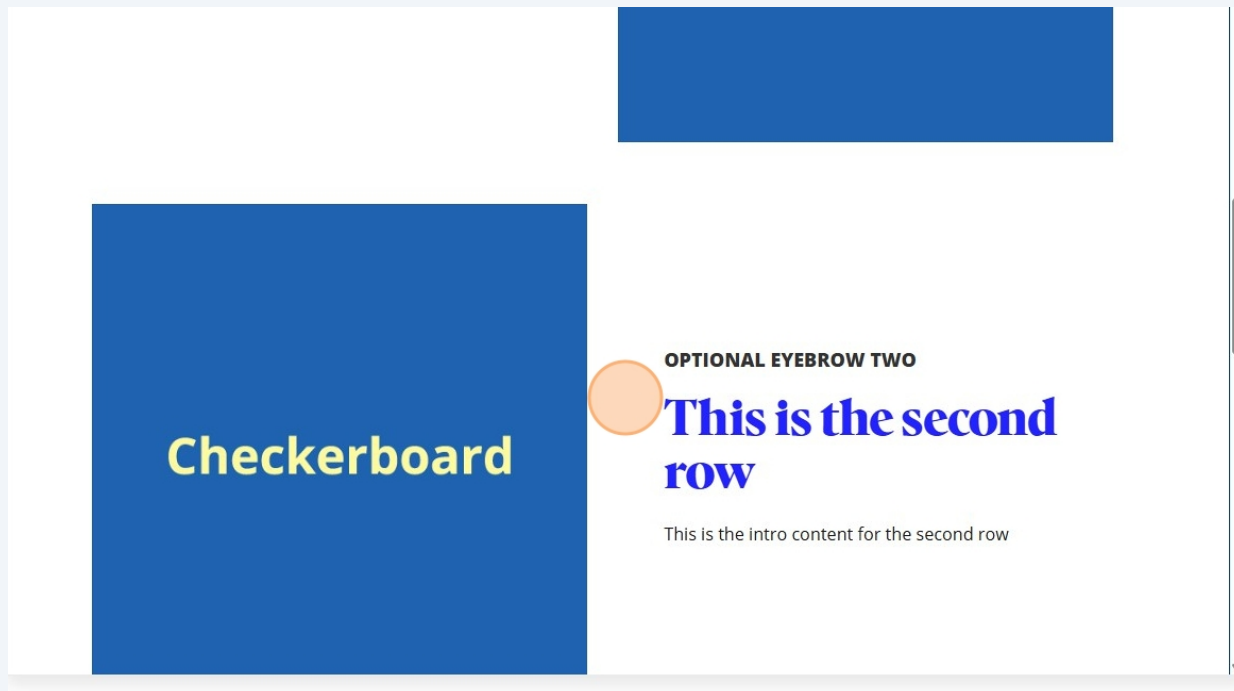 Checkerboard
OPTIONAL EYEBROW TWO
This is the second
row
This is the intro content for the second row